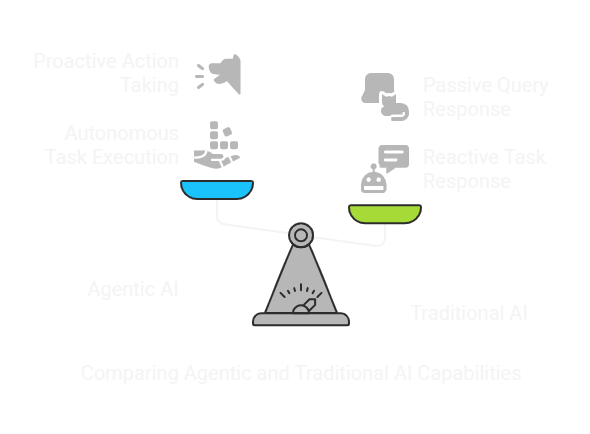 Proactive Action
Taking
Autonomous
Task Execution
Passive Query
Response
Reactive Task
Response
Agentic AI
Traditional AI
Comparing Agentic and Traditional AI Capabilities